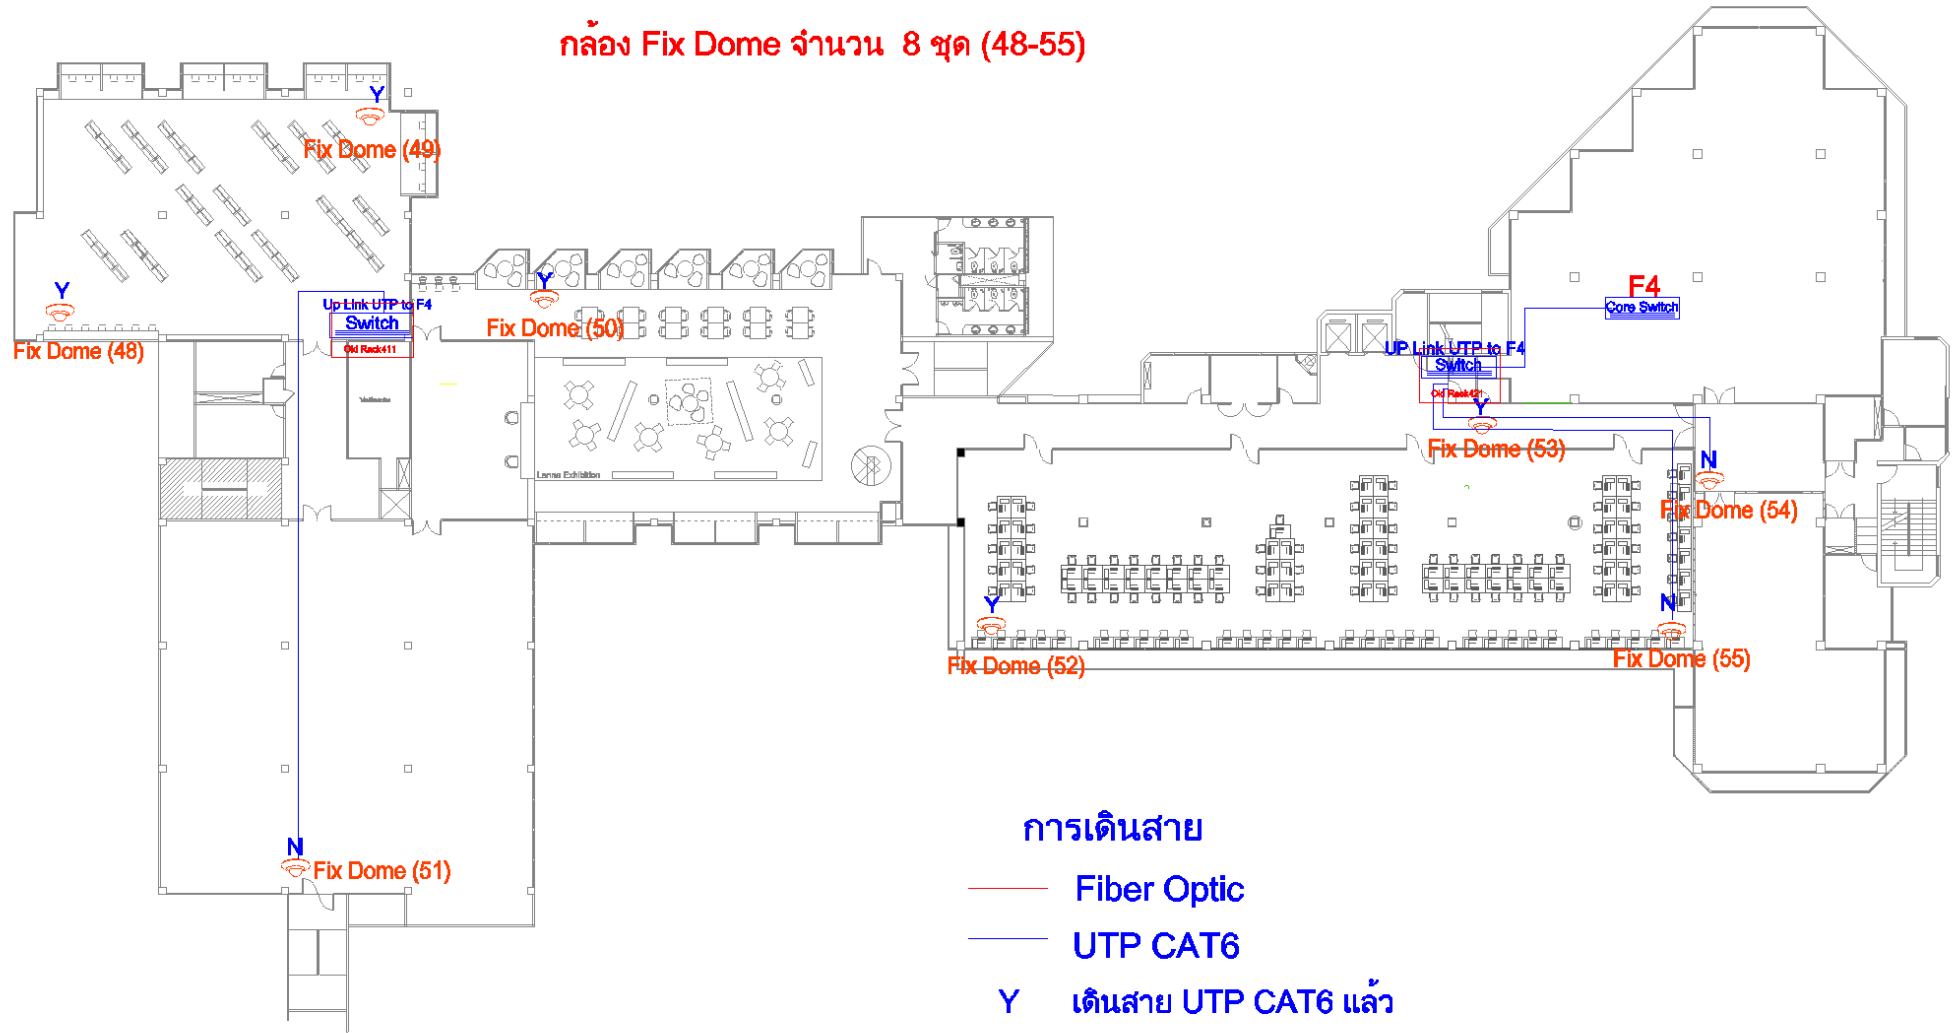 กล้อง Fix Dome จำนวน 8 ชุด (48-55)
Y
Fix Dome (49)
Y
Fix Dome (48)
Up Link UTP to F4
Switch
Old Rack411
Y
Fix Dome (50)
Lanna Exhibition
F4
Core Switch
UP Link UTP to F4
Switch
Old Rack421
Y
Fix Dome (53)
N
Fix Dome (54)
Y
Fix Dome (52)
N
Fix Dome (55)
N
Fix Dome (51)
การเดินสาย
Fiber Optic
UTP CAT6
Y เดินสาย UTP CAT6 แล้ว